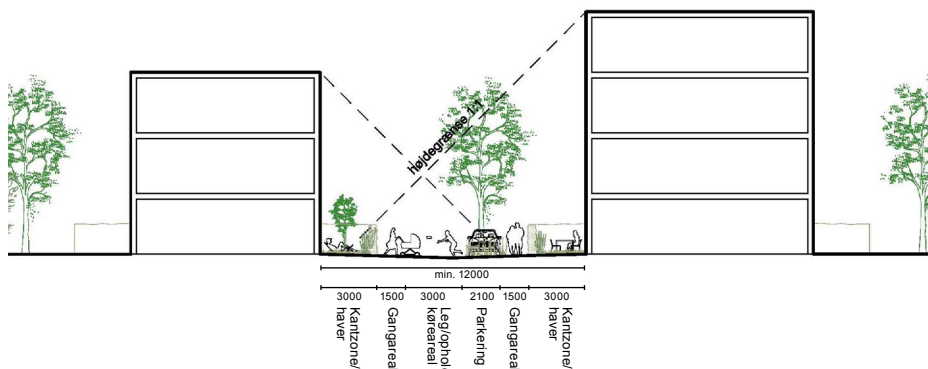 højdegrænse 1:1
min. 12000
3000
1500
3000
2100
1500
3000
Kantzone/
haver
Gangareal
Leg/ophold
køreareal
Parkering
Gangareal
Kantzone/
haver